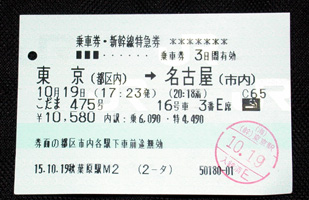 乗車券・新幹線特急券 *******
乗車券 3日間有効
東京(都区内) → 名古屋(市内)
10月19日 (17:23発) (20:18着) C65
こだま 475号 16号車 3番E席
¥10,580 内訳：乗6,090・特4,490
券面の都区市内各駅下車前途無効
15.10.19秋葉原駅M2 (2-タ) 50180-01
10.19